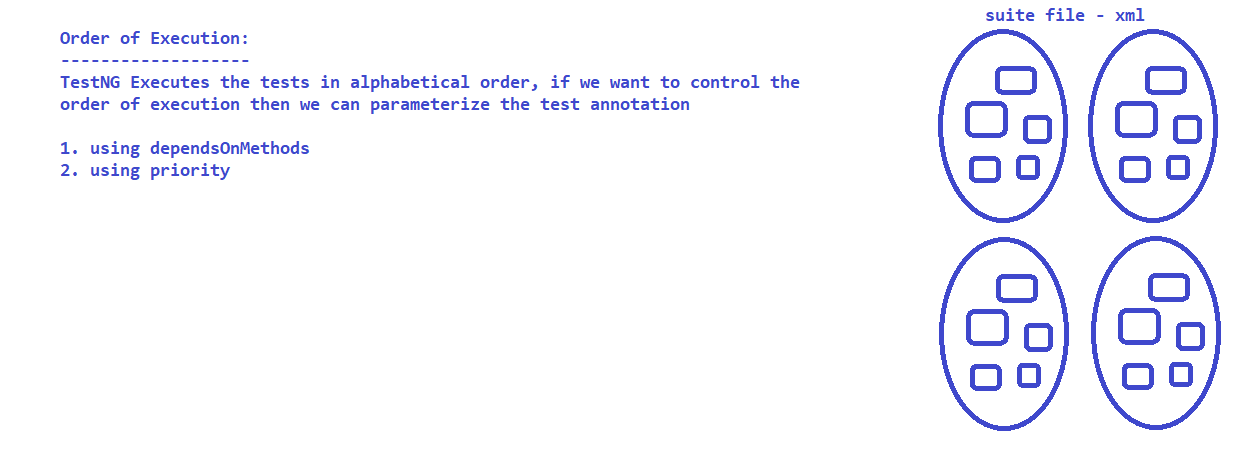 suite file - xml
Order of Execution:
-------------------
TestNG Executes the tests in alphabetical order, if we want to control the
order of execution then we can parameterize the test annotation
1. using dependsOnMethods
2. using priority